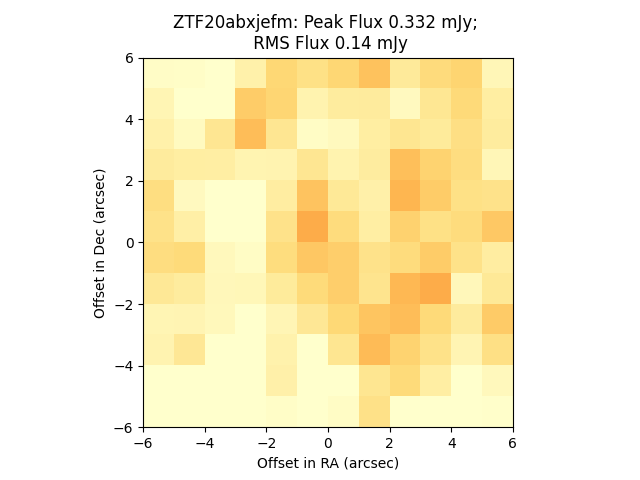 ZTF20abxjefm: Peak Flux 0.332 mJy;
RMS Flux 0.14 mJy
6
4
2
0
−2
−4
−6
Offset in Dec (arcsec)
−6 −4 −2 0 2 4 6
Offset in RA (arcsec)